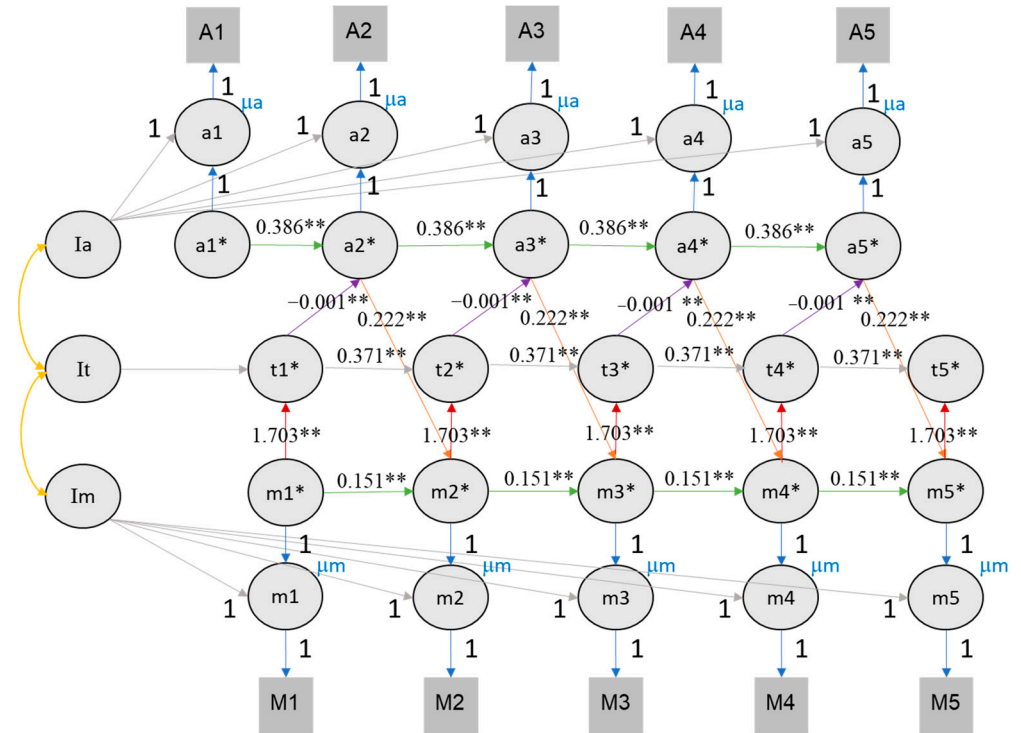 A1 A2 A3 A4 A5
1 1 1 1 1
μa μa μa μa μa
1 1 1 1 1
a1 a2 a3 a4 a5
1 1 1 1 1
0.386** 0.386** 0.386** 0.386**
Ia a1* a2* a3* a4* a5*
−0.001** −0.001** −0.001 ** −0.001 **
0.222** 0.222** 0.222** 0.222**
0.371** 0.371** 0.371** 0.371**
It t1* t2* t3* t4* t5*
1.703** 1.703** 1.703** 1.703** 1.703**
0.151** 0.151** 0.151** 0.151**
Im m1* m2* m3* m4* m5*
1 1 1 1 1
μm μm μm μm μm
m1 m2 m3 m4 m5
1 1 1 1 1
1 1 1 1 1
M1 M2 M3 M4 M5